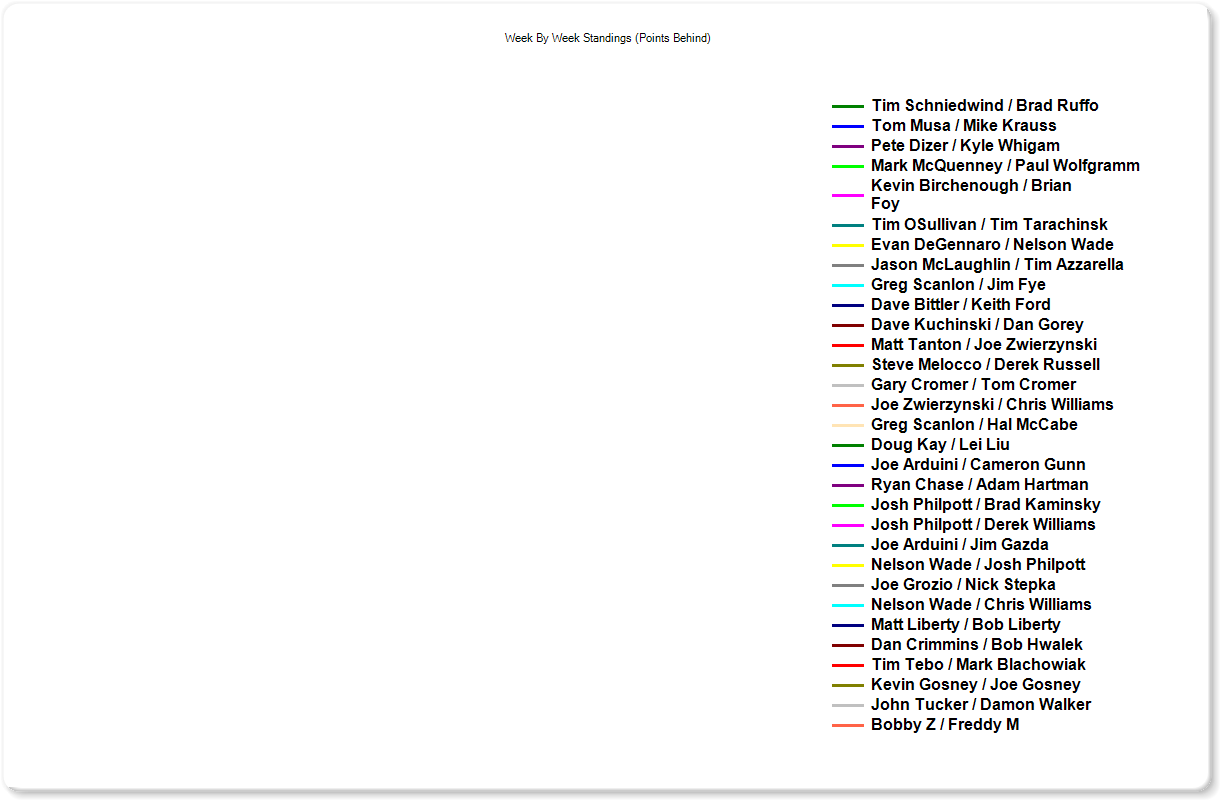 Week By Week Standings (Points Behind)
Tim Schniedwind / Brad Ruffo
Tom Musa / Mike Krauss
Pete Dizer / Kyle Whigam
Mark McQuenney / Paul Wolfgramm
Kevin Birchenough / Brian
Foy
Tim OSullivan / Tim Tarachinsk
Evan DeGennaro / Nelson Wade
Jason McLaughlin / Tim Azzarella
Greg Scanlon / Jim Fye
Dave Bittler / Keith Ford
Dave Kuchinski / Dan Gorey
Matt Tanton / Joe Zwierzynski
Steve Melocco / Derek Russell
Gary Cromer / Tom Cromer
Joe Zwierzynski / Chris Williams
Greg Scanlon / Hal McCabe
Doug Kay / Lei Liu
Joe Arduini / Cameron Gunn
Ryan Chase / Adam Hartman
Josh Philpott / Brad Kaminsky
Josh Philpott / Derek Williams
Joe Arduini / Jim Gazda
Nelson Wade / Josh Philpott
Joe Grozio / Nick Stepka
Nelson Wade / Chris Williams
Matt Liberty / Bob Liberty
Dan Crimmins / Bob Hwalek
Tim Tebo / Mark Blachowiak
Kevin Gosney / Joe Gosney
John Tucker / Damon Walker
Bobby Z / Freddy M